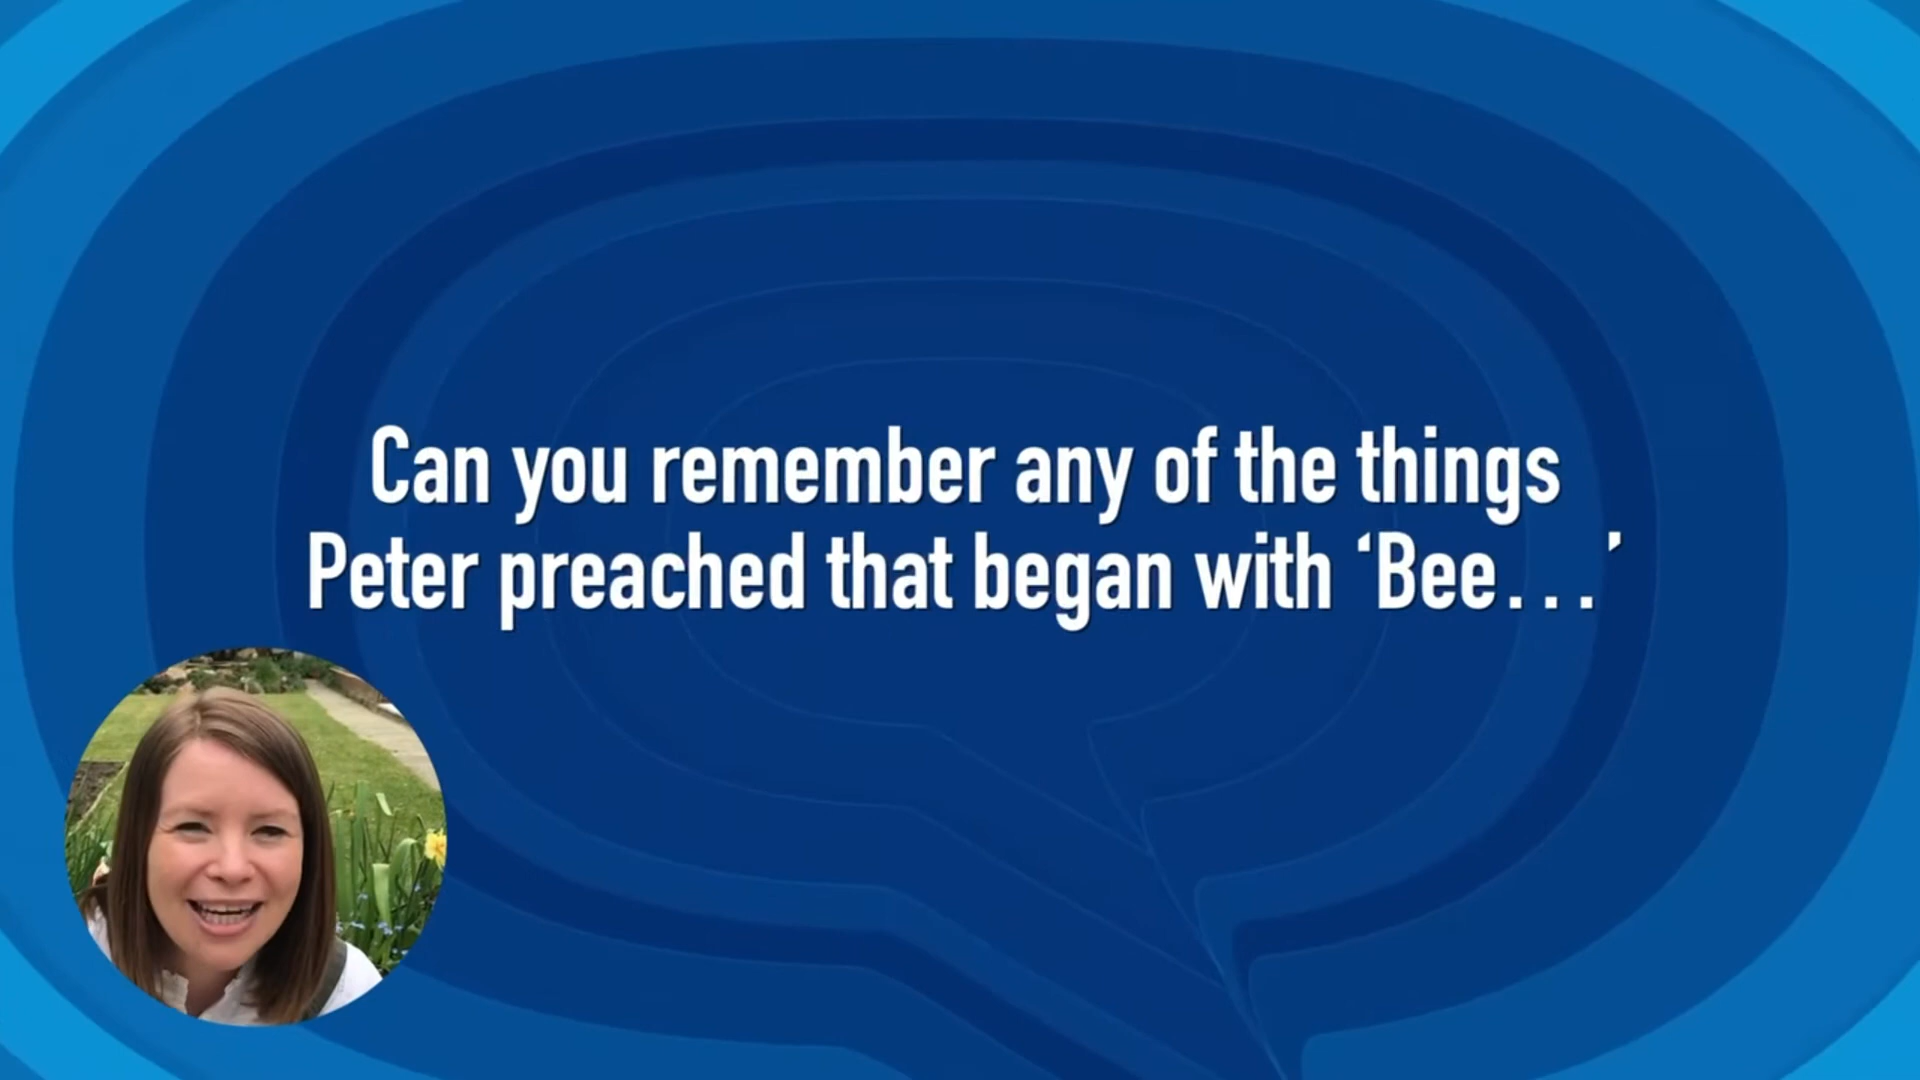 Can you remember any of the things
Peter preached that began with ‘Bee...’